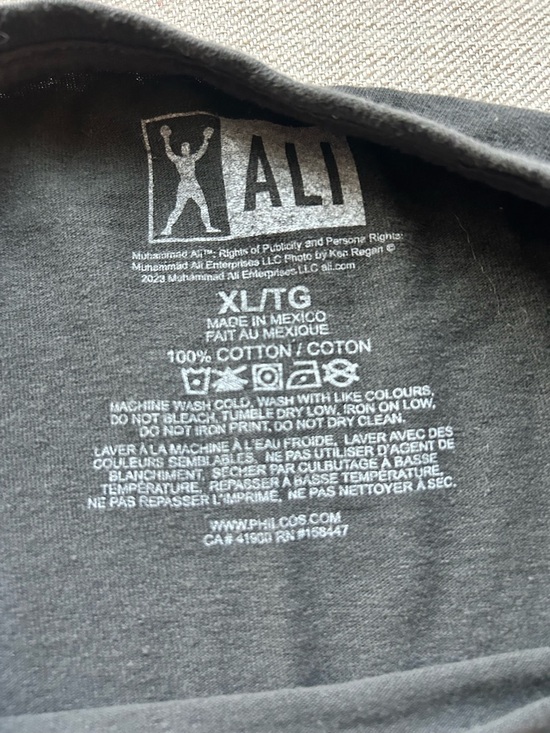 ALI
Muhammad Ali™; Rights of Publicity and Persona Rights:
Muhammad Ali Enterprises LLC Photo by Ken Regan ©
2023 Muhammad Ali Enterprises LLC ali.com
XL/TG
MADE IN MEXICO
FAIT AU MEXIQUE
100% COTTON / COTON
MACHINE WASH COLD, WASH WITH LIKE COLOURS,
DO NOT BLEACH, TUMBLE DRY LOW, IRON ON LOW,
DO NOT IRON PRINT, DO NOT DRY CLEAN.
LAVER À LA MACHINE À L'EAU FROIDE, LAVER AVEC DES
COULEURS SEMBLABLES, NE PAS UTILISER D'AGENT DE
BLANCHIMENT, SÉCHER PAR CULBUTAGE À BASSE
TEMPÉRATURE, REPASSER À BASSE TEMPÉRATURE,
NE PAS REPASSER L'IMPRIMÉ, NE PAS NETTOYER À SEC.
WWW.PHILCOS.COM
CA# 41900 RN #158447